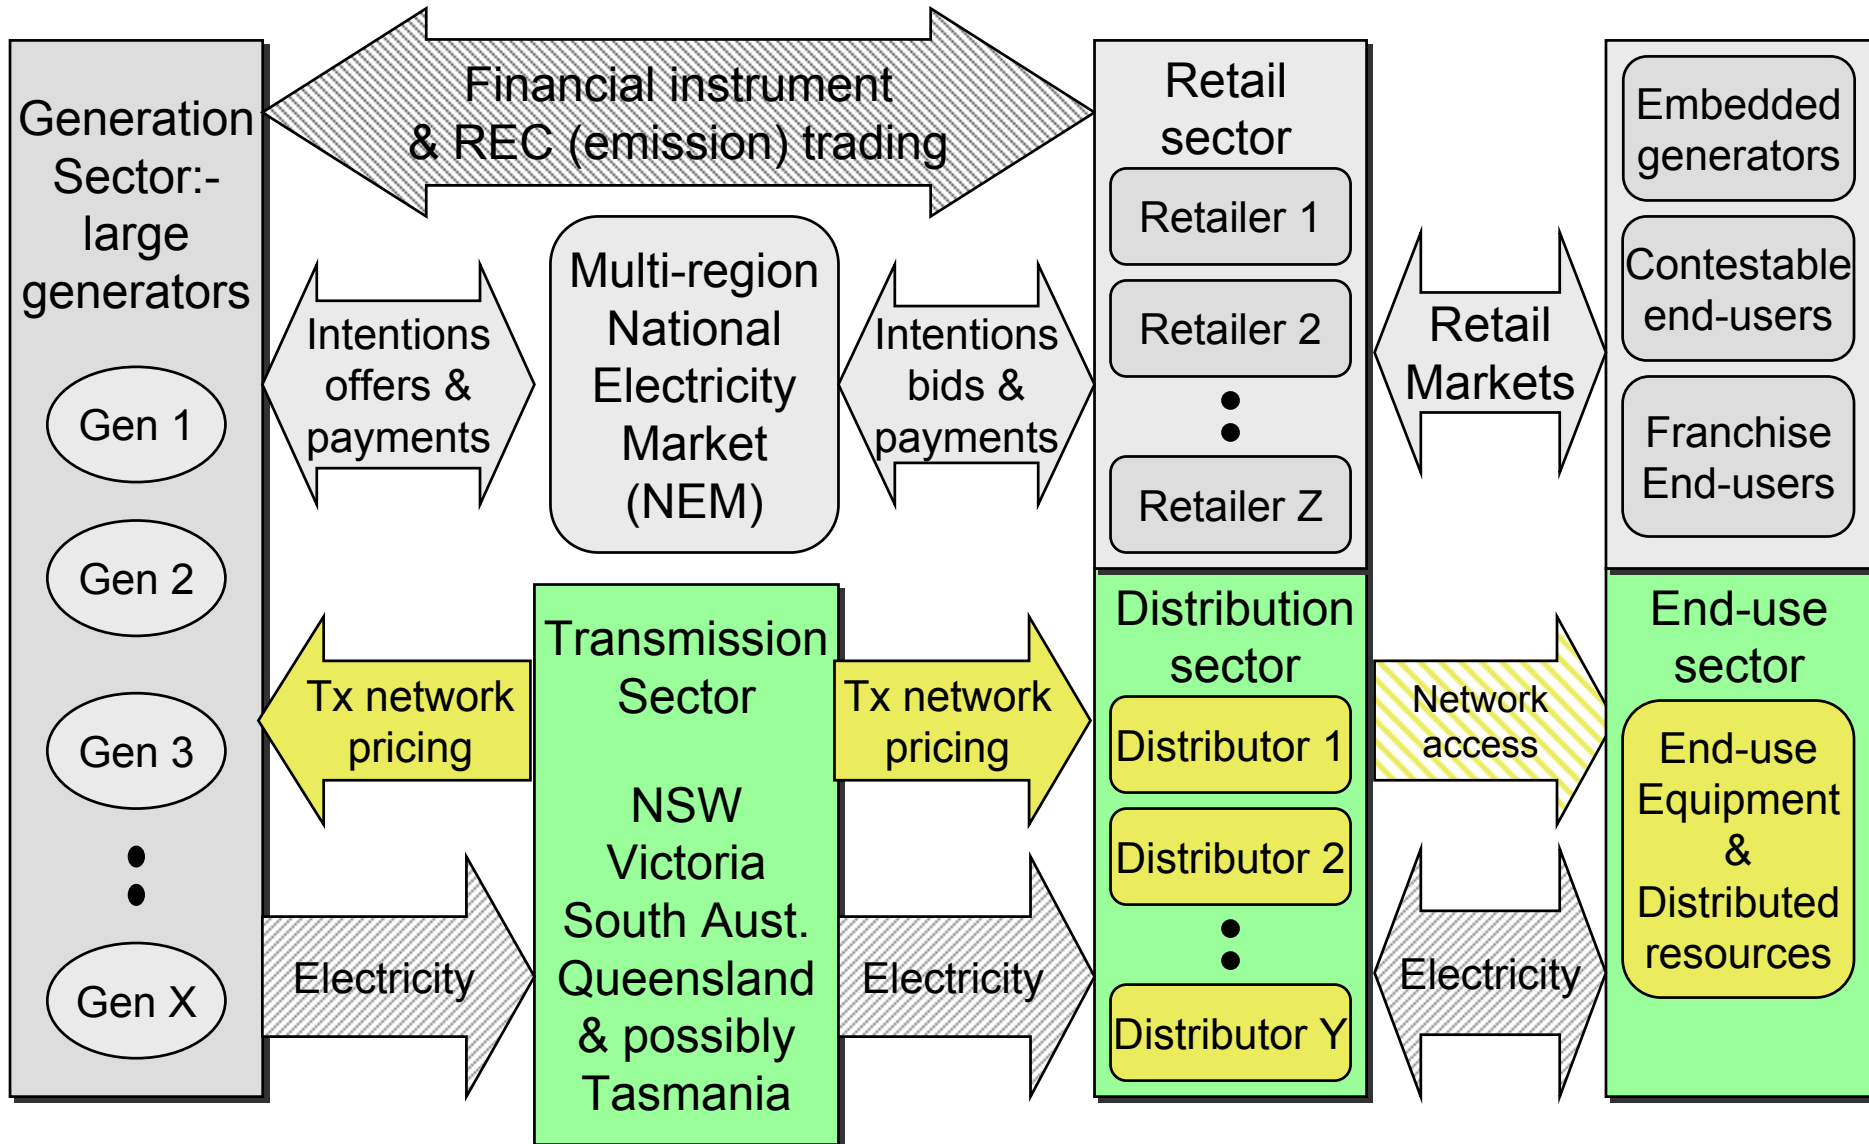 Generation
Sector:-
large
generators
Gen 1
Gen 2
Gen 3
Gen X
Financial instrument
& REC (emission) trading
Intentions
offers &
payments
Multi-region
National
Electricity
Market
(NEM)
Intentions
bids &
payments
Retail
sector
Retailer 1
Retailer 2
Retailer Z
Retail
Markets
Embedded
generators
Contestable
end-users
Franchise
End-users
Tx network
pricing
Transmission
Sector
NSW
Victoria
South Aust.
Queensland
& possibly
Tasmania
Tx network
pricing
Distribution
sector
Distributor 1
Distributor 2
Distributor Y
Network
access
End-use
sector
End-use
Equipment
&
Distributed
resources
Electricity
Electricity
Electricity